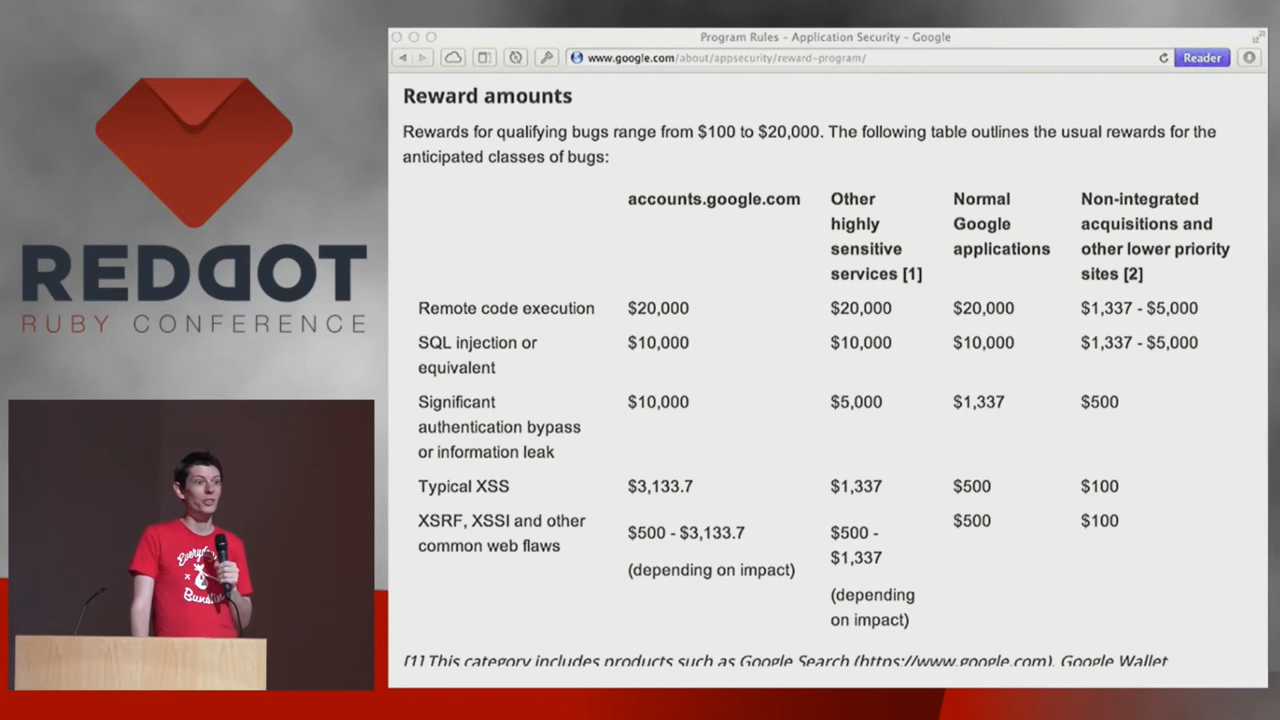 REDDOT
RUBY CONFERENCE
Everyday
x
Bunsin
Program Rules - Application Security - Google
www.google.com/about/appsecurity/reward-program/
Reader
Reward amounts
Rewards for qualifying bugs range from $100 to $20,000. The following table outlines the usual rewards for the
anticipated classes of bugs:
accounts.google.com
Other
highly
sensitive
services [1]
Normal
Google
applications
Non-integrated
acquisitions and
other lower priority
sites [2]
Remote code execution $20,000 $20,000 $20,000 $1,337 - $5,000
SQL injection or
equivalent
$10,000 $10,000 $10,000 $1,337 - $5,000
Significant
authentication bypass
or information leak
$10,000 $5,000 $1,337 $500
Typical XSS $3,133.7 $1,337 $500 $100
XSRF, XSSI and other
common web flaws
$500 - $3,133.7
(depending on impact)
$500 -
$1,337
(depending
on impact)
$500 $100
[1] This category includes products such as Google Search (https://www.google.com), Google Wallet